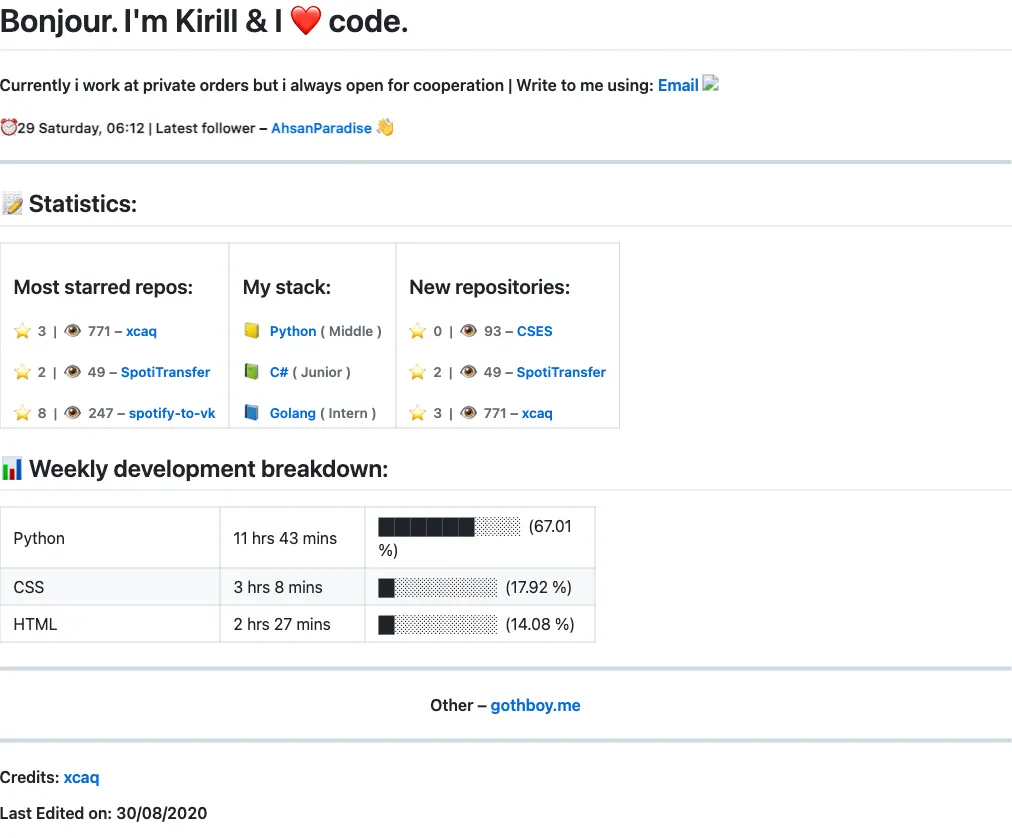 Bonjour. I'm Kirill & I ❤️ code.
Currently i work at private orders but i always open for cooperation | Write to me using: Email
⏰29 Saturday, 06:12 | Latest follower – AhsanParadise 👋
📝 Statistics:
Most starred repos:
⭐ 3 | 👁 771 – xcaq
⭐ 2 | 👁 49 – SpotiTransfer
⭐ 8 | 👁 247 – spotify-to-vk
My stack:
📒 Python ( Middle )
📗 C# ( Junior )
📘 Golang ( Intern )
New repositories:
⭐ 0 | 👁 93 – CSES
⭐ 2 | 👁 49 – SpotiTransfer
⭐ 3 | 👁 771 – xcaq
📊 Weekly development breakdown:
Python 11 hrs 43 mins ██████░░░ (67.01
%)
CSS 3 hrs 8 mins █░░░░░░░░ (17.92 %)
HTML 2 hrs 27 mins █░░░░░░░░ (14.08 %)
Other – gothboy.me
Credits: xcaq
Last Edited on: 30/08/2020